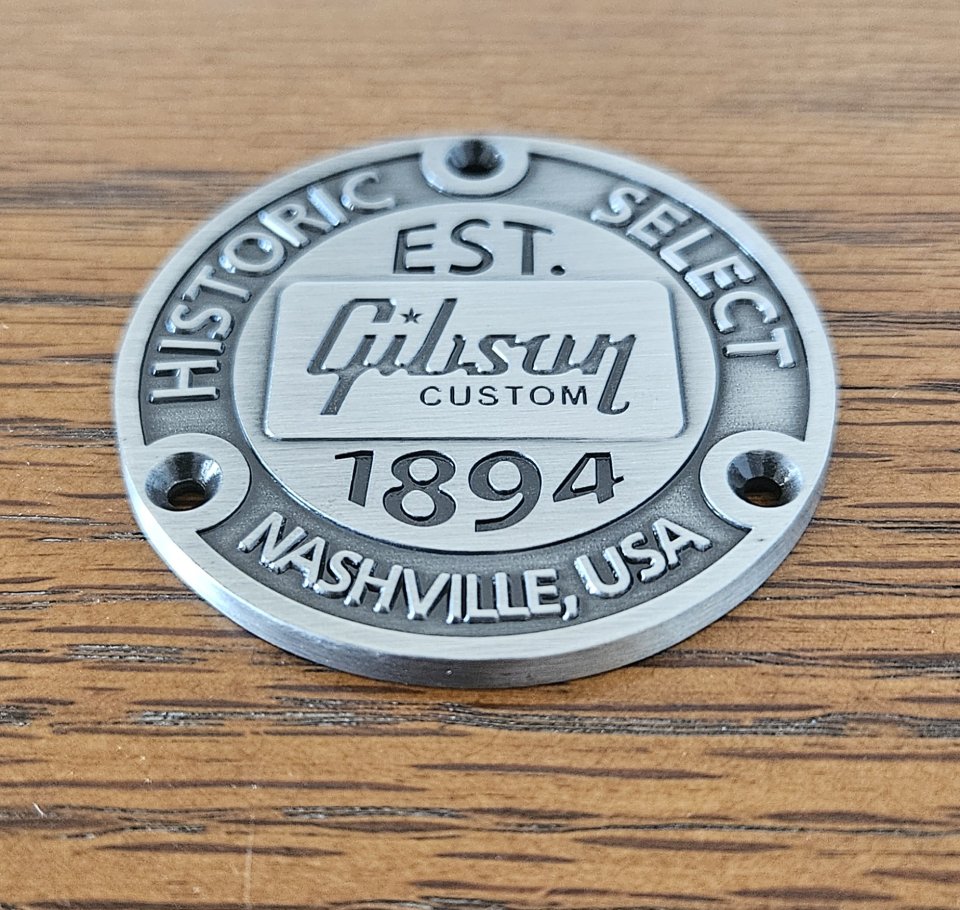 HISTORIC SELECT
EST.
Gibson
CUSTOM
1894
NASHVILLE, USA